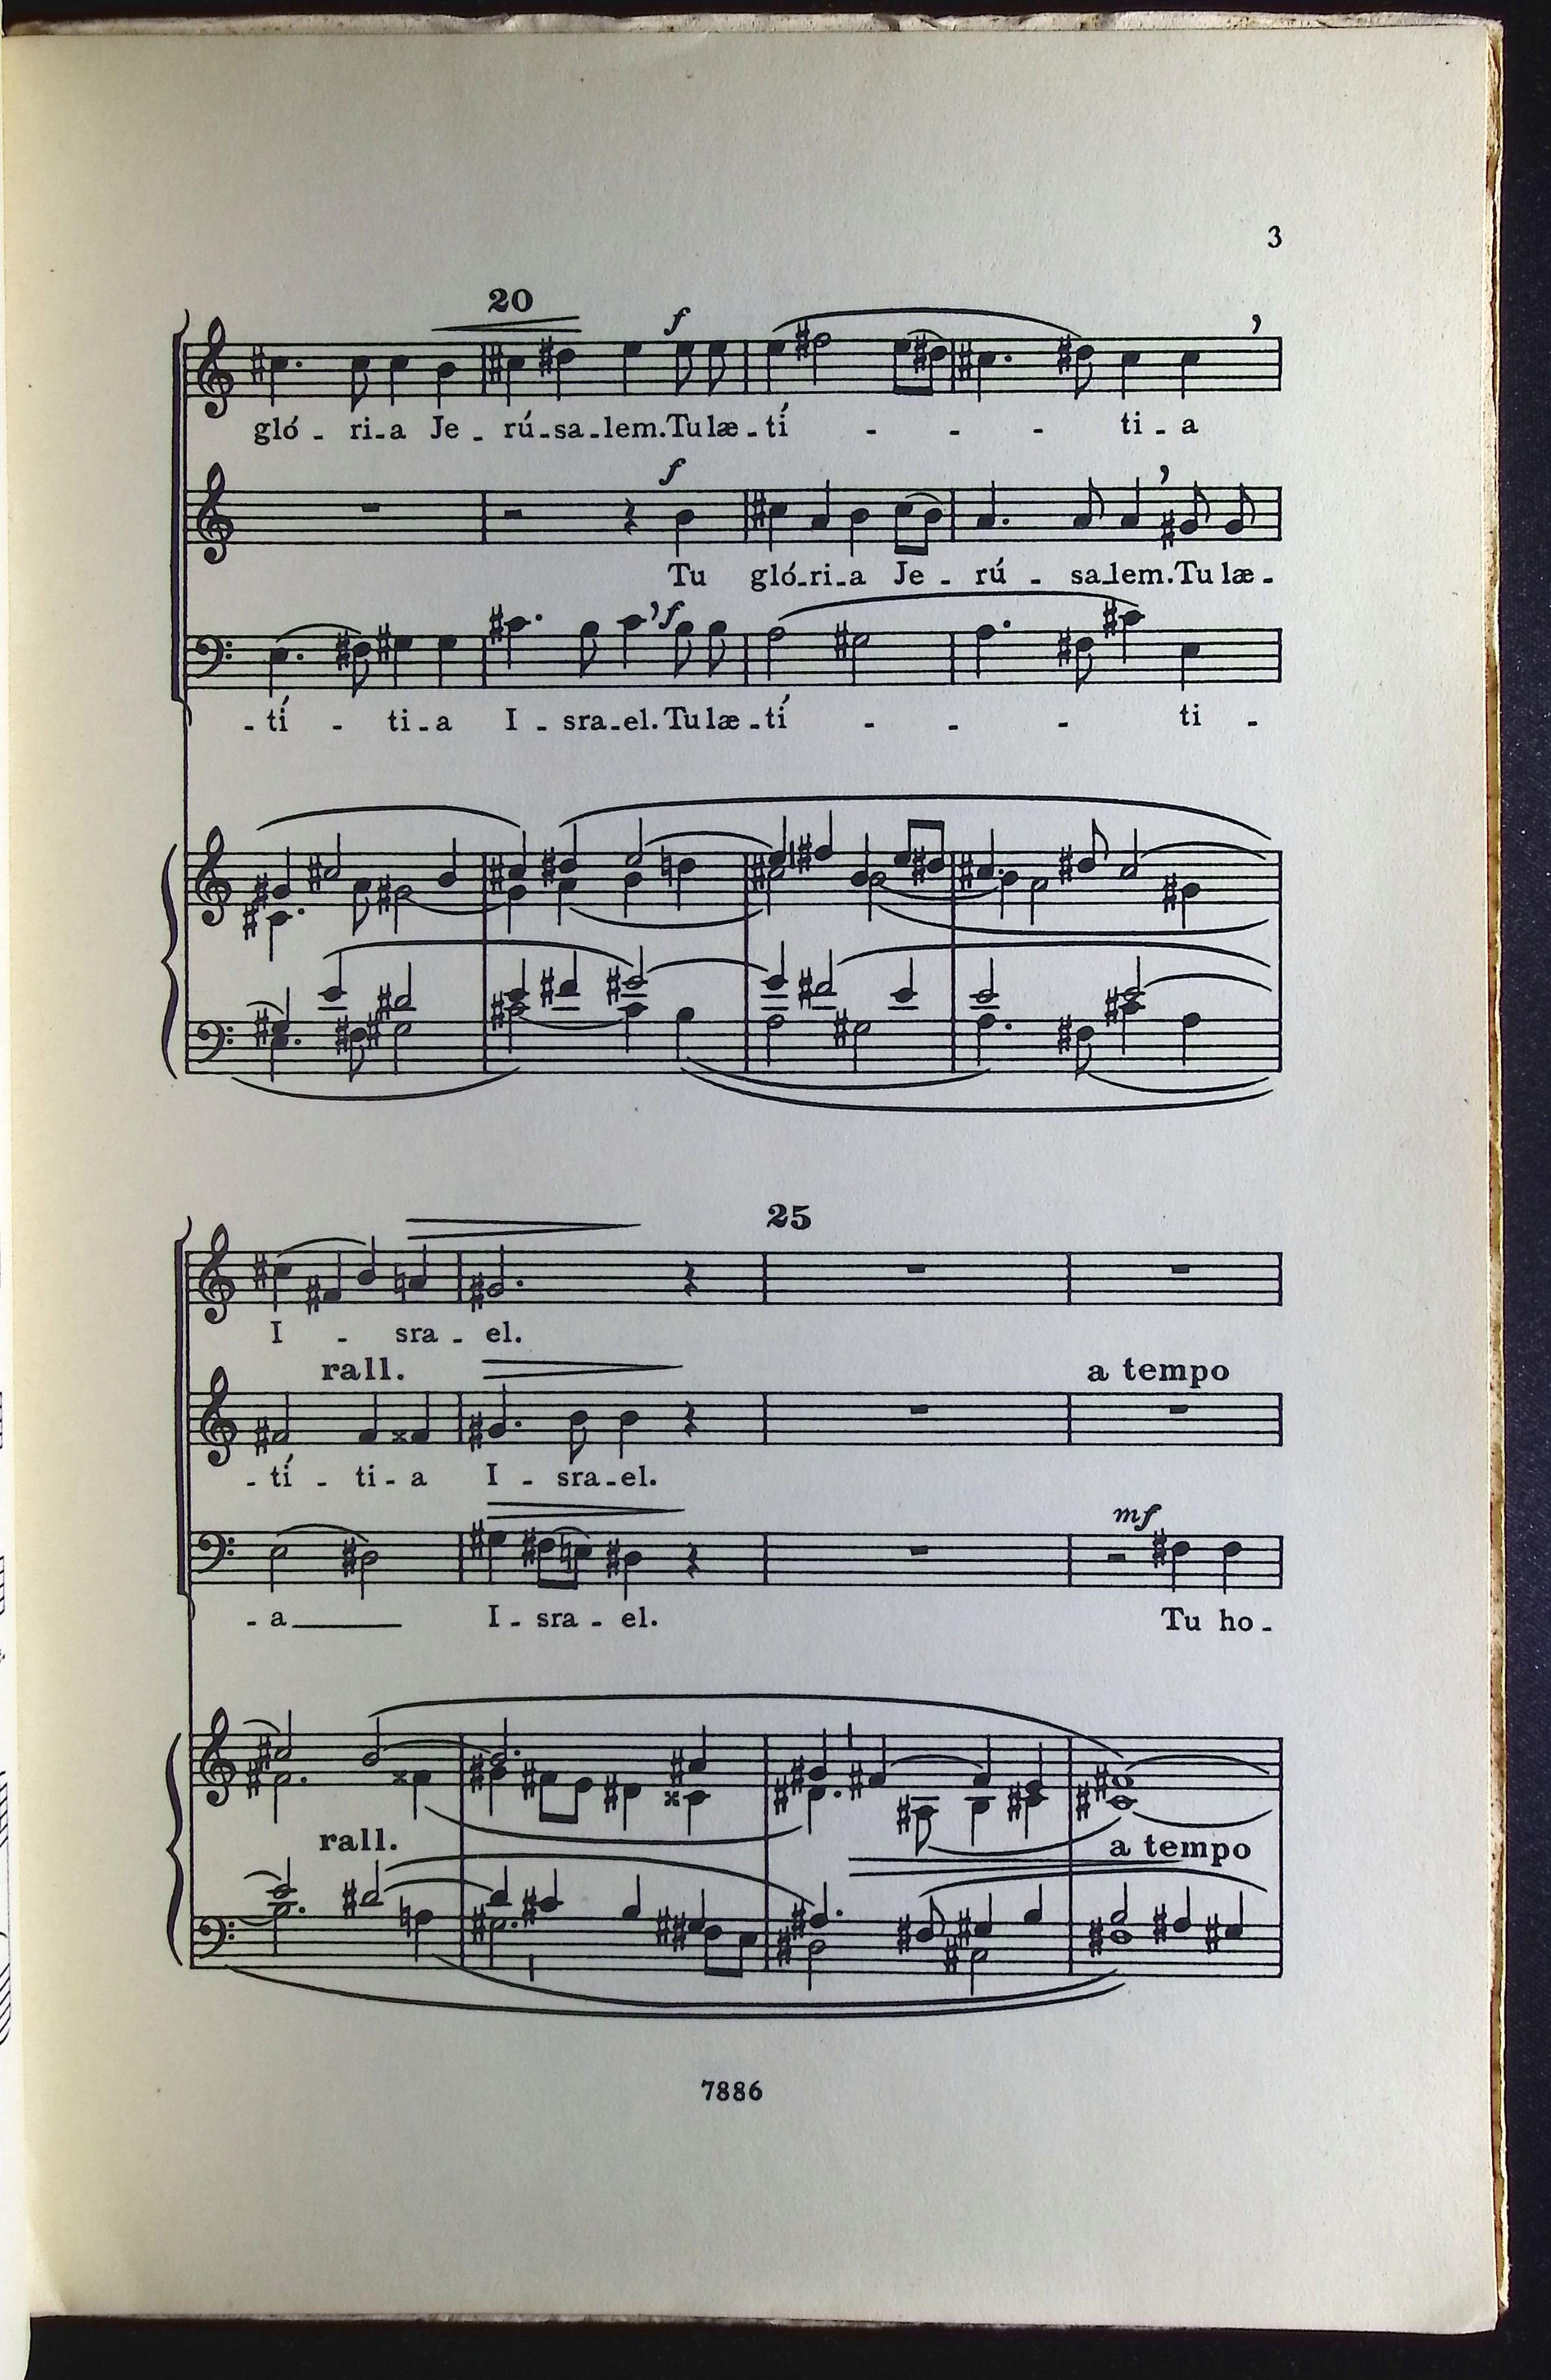 3
20
f
gló - ri-a Je - rú-sa-lem. Tu læ-tí - - - ti-a
f
Tu gló-ri-a Je - rú - sa-lem. Tu læ-
f
-tí - ti-a I - sra-el. Tu læ-tí - - - ti -
25
I - sra - el.
rall. a tempo
-tí - ti-a I - sra-el.
mf
-a I - sra - el. Tu ho-
rall. a tempo
7886